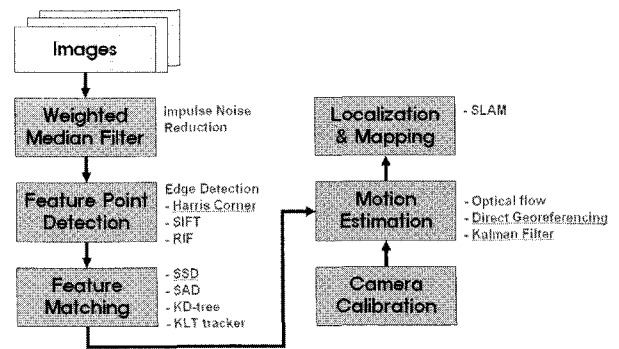 Images
Weighted
Median Filter
Impulse Noise
Reduction
Feature Point
Detection
Edge Detection
- Harris Corner
- SIFT
- RIF
Feature
Matching
- SSD
- SAD
- KD-tree
- KLT tracker
Localization
& Mapping
- SLAM
Motion
Estimation
- Optical flow
- Direct Georeferencing
- Kalman Filter
Camera
Calibration